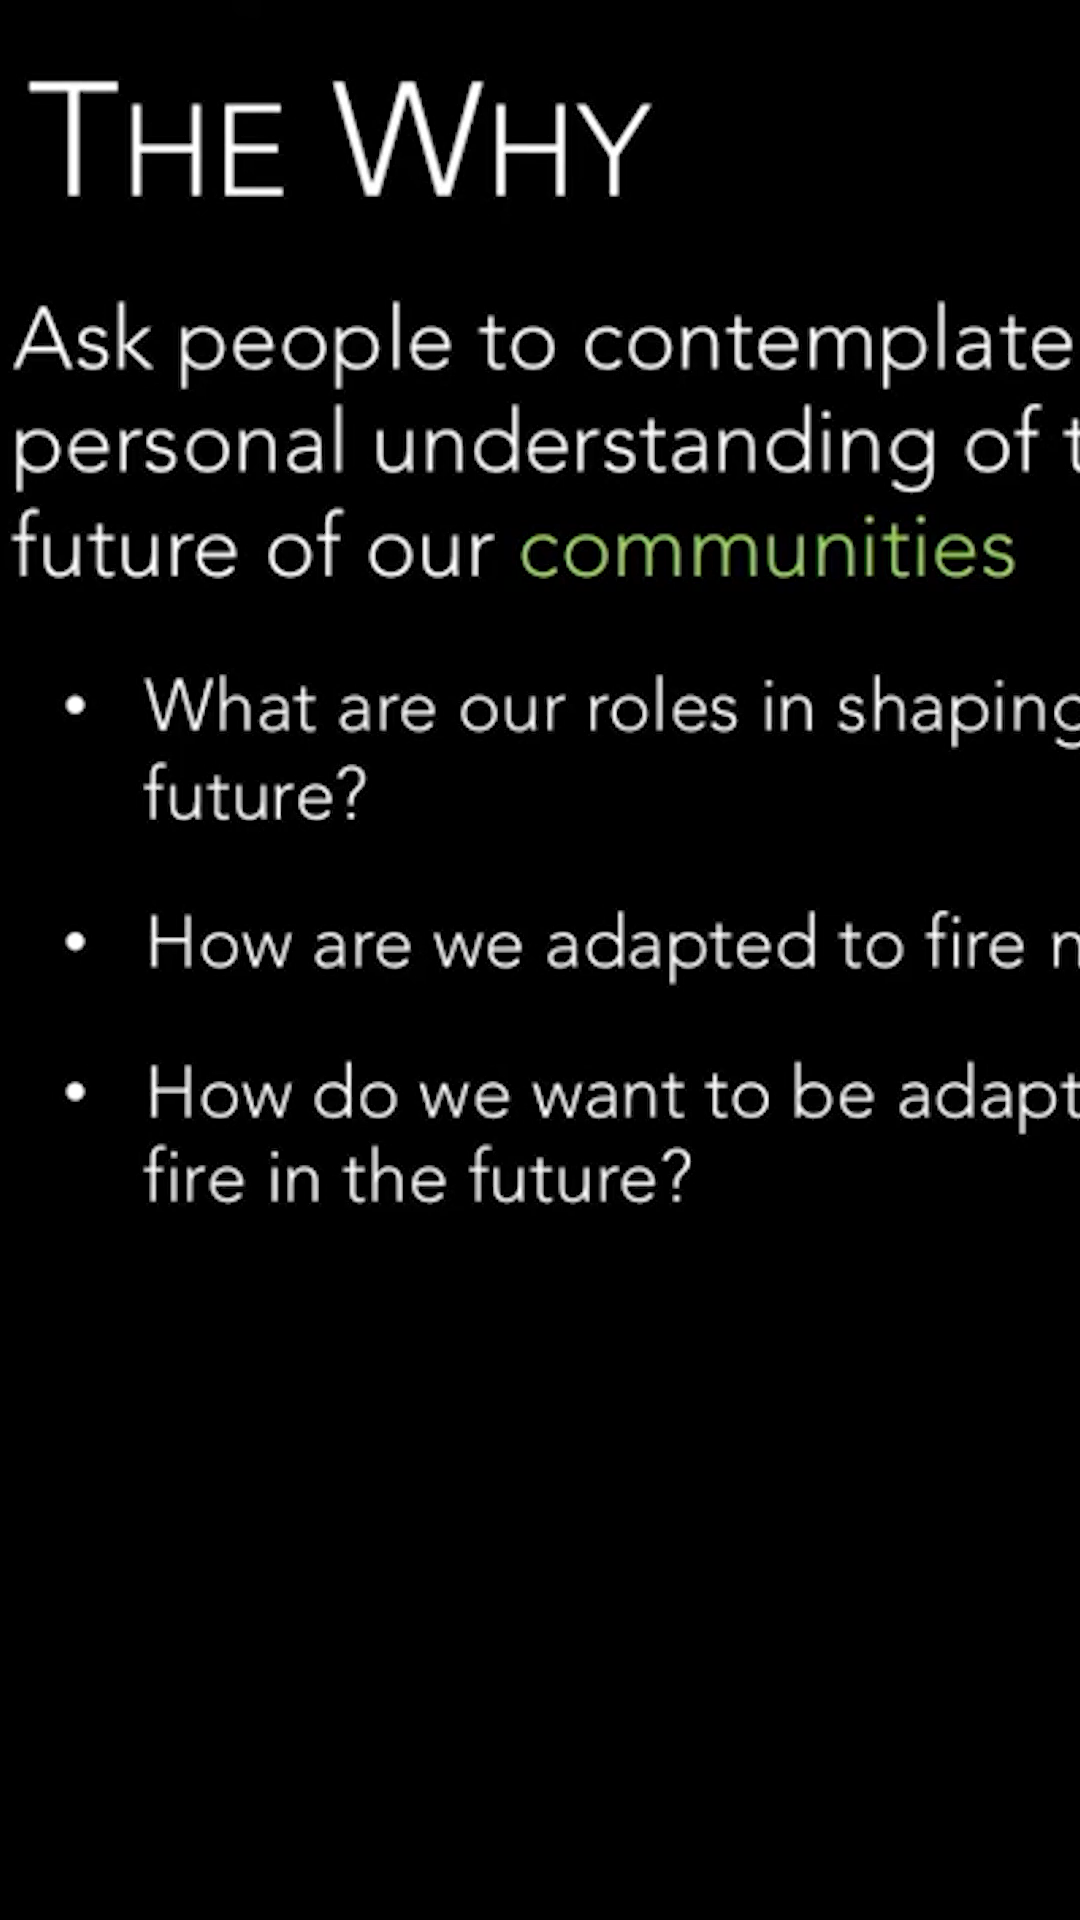 THE WHY
Ask people to contemplate
personal understanding of
future of our communities
• What are our roles in shaping
future?
• How are we adapted to fire
• How do we want to be
fire in the future?